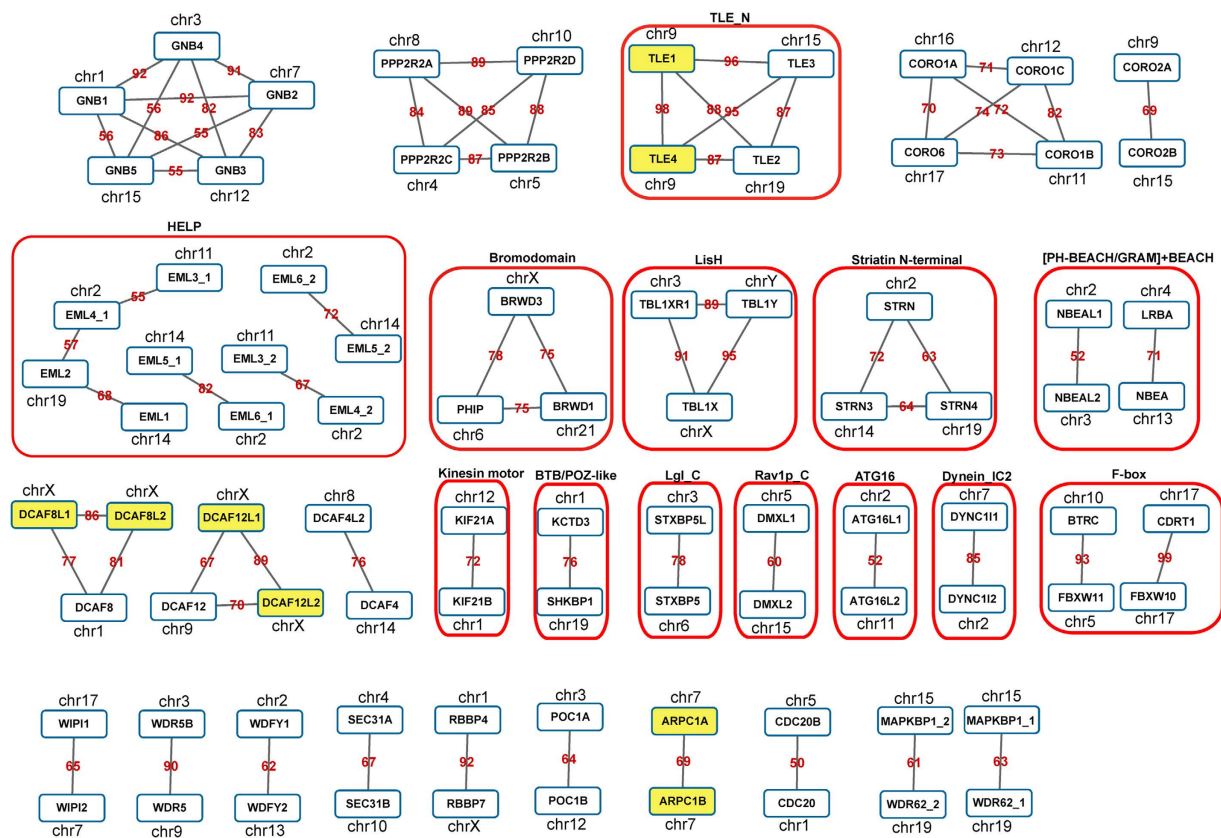 chr3
GNB4
chr1
92
91
chr7
GNB1
92
GNB2
56
82
56
86
55
83
GNB5
55
GNB3
chr15
chr12
chr8
chr10
PPP2R2A
89
PPP2R2D
84
89
85
88
PPP2R2C
87
PPP2R2B
chr4
chr5
TLE_N
chr9
chr15
TLE1
96
TLE3
98
88
95
87
TLE4
87
TLE2
chr9
chr19
chr16
chr12
CORO1A
71
CORO1C
70
74
72
82
CORO6
73
CORO1B
chr17
chr11
chr9
CORO2A
69
CORO2B
chr15
HELP
chr11
EML3_1
chr2
55
EML4_1
57
EML2
chr19
68
EML1
chr14
chr2
EML6_2
72
chr14
EML5_2
chr14
EML5_1
82
EML6_1
chr2
chr11
EML3_2
67
EML4_2
chr2
Bromodomain
chrX
BRWD3
78
75
PHIP
75
BRWD1
chr6
chr21
LisH
chr3
chrY
TBL1XR1
89
TBL1Y
91
95
TBL1X
chrX
Striatin N-terminal
chr2
STRN
72
63
STRN3
64
STRN4
chr14
chr19
[PH-BEACH/GRAM]+BEACH
chr2
chr4
NBEAL1
LRBA
52
71
NBEAL2
NBEA
chr3
chr13
chrX
chrX
DCAF8L1
86
DCAF8L2
77
81
DCAF8
chr1
chrX
DCAF12L1
67
89
DCAF12
70
DCAF12L2
chr9
chrX
chr8
DCAF4L2
76
DCAF4
chr14
Kinesin motor
chr12
KIF21A
72
KIF21B
chr1
BTB/POZ-like
chr1
KCTD3
76
SHKBP1
chr19
Lgl_C
chr3
STXBP5L
78
STXBP5
chr6
Rav1p_C
chr5
DMXL1
60
DMXL2
chr15
ATG16
chr2
ATG16L1
52
ATG16L2
chr11
Dynein_IC2
chr7
DYNC1I1
85
DYNC1I2
chr2
F-box
chr10
chr17
BTRC
CDRT1
93
99
FBXW11
FBXW10
chr5
chr17
chr17
WIPI1
65
WIPI2
chr7
chr3
WDR5B
90
WDR5
chr9
chr2
WDFY1
62
WDFY2
chr13
chr4
SEC31A
67
SEC31B
chr10
chr1
RBBP4
92
RBBP7
chrX
chr3
POC1A
64
POC1B
chr12
chr7
ARPC1A
69
ARPC1B
chr7
chr5
CDC20B
50
CDC20
chr1
chr15
MAPKBP1_2
61
WDR62_2
chr19
chr15
MAPKBP1_1
63
WDR62_1
chr19